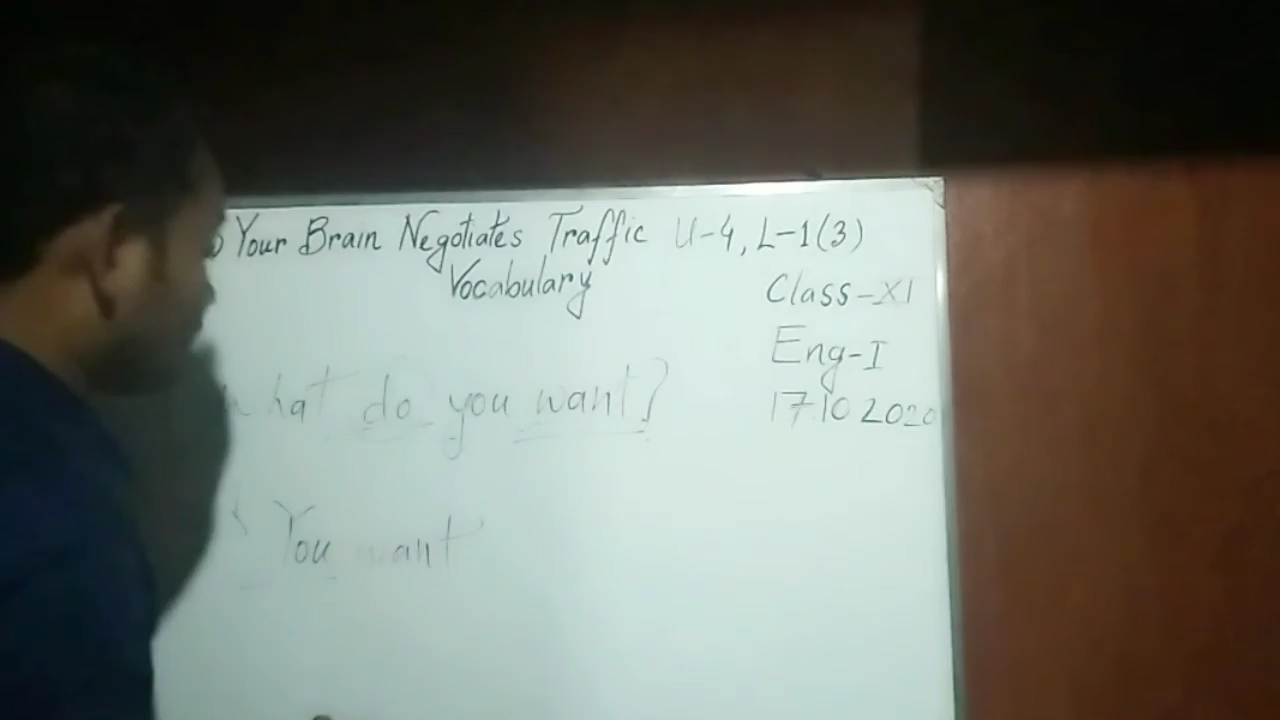 Your Brain Negotiates Traffic U-4, L-1(3)
Vocabulary
Class-XI
Eng-I
17.10 2020
hat do you want?
You want